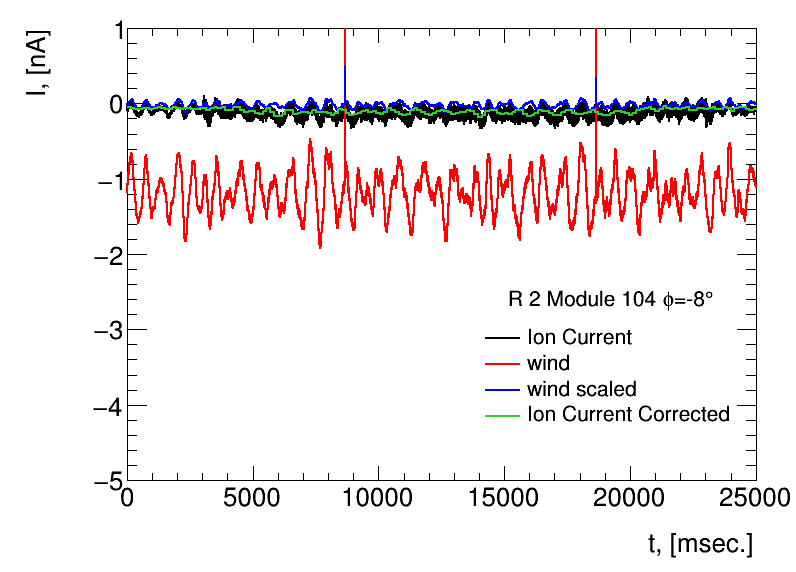 I, [nA]
1
0
−1
−2
−3
−4
−5
R 2 Module 104 ϕ=-8°
Ion Current
wind
wind scaled
Ion Current Corrected
0 5000 10000 15000 20000 25000
t, [msec.]